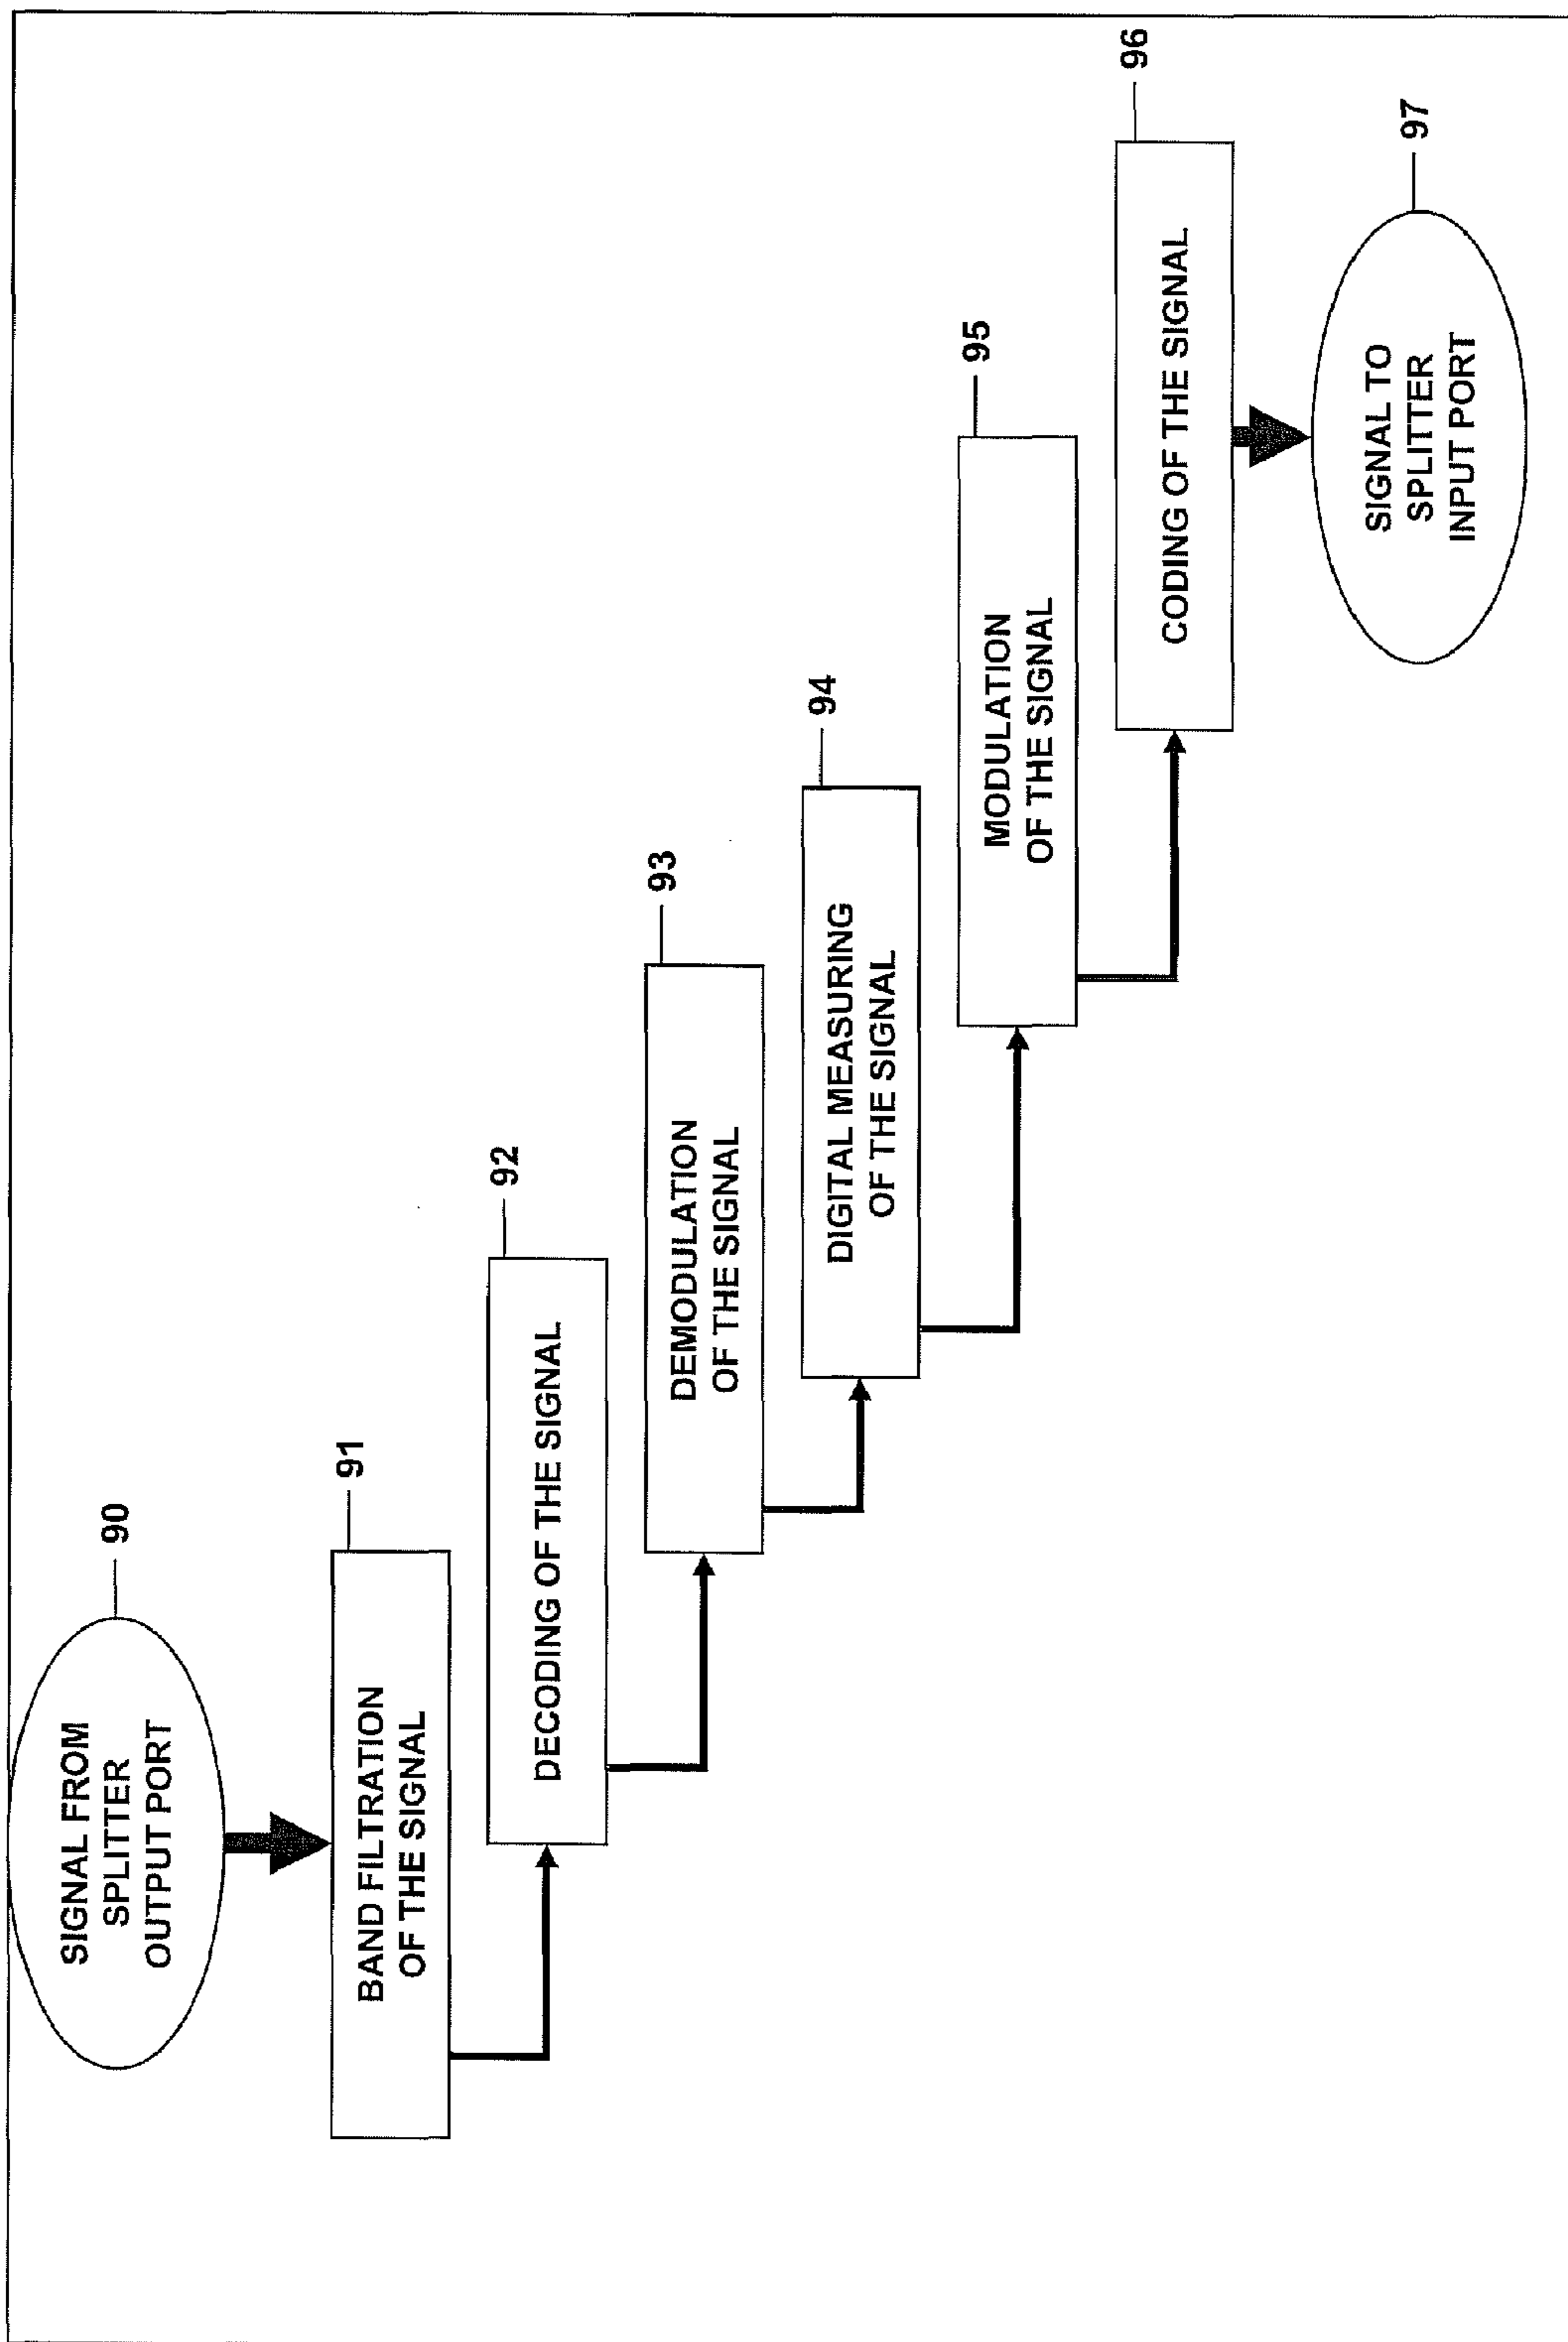 SIGNAL FROM
SPLITTER
OUTPUT PORT
90
BAND FILTRATION
OF THE SIGNAL
91
DECODING OF THE SIGNAL
92
DEMODULATION
OF THE SIGNAL
93
DIGITAL MEASURING
OF THE SIGNAL
94
MODULATION
OF THE SIGNAL
95
CODING OF THE SIGNAL
96
SIGNAL TO
SPLITTER
INPUT PORT
97